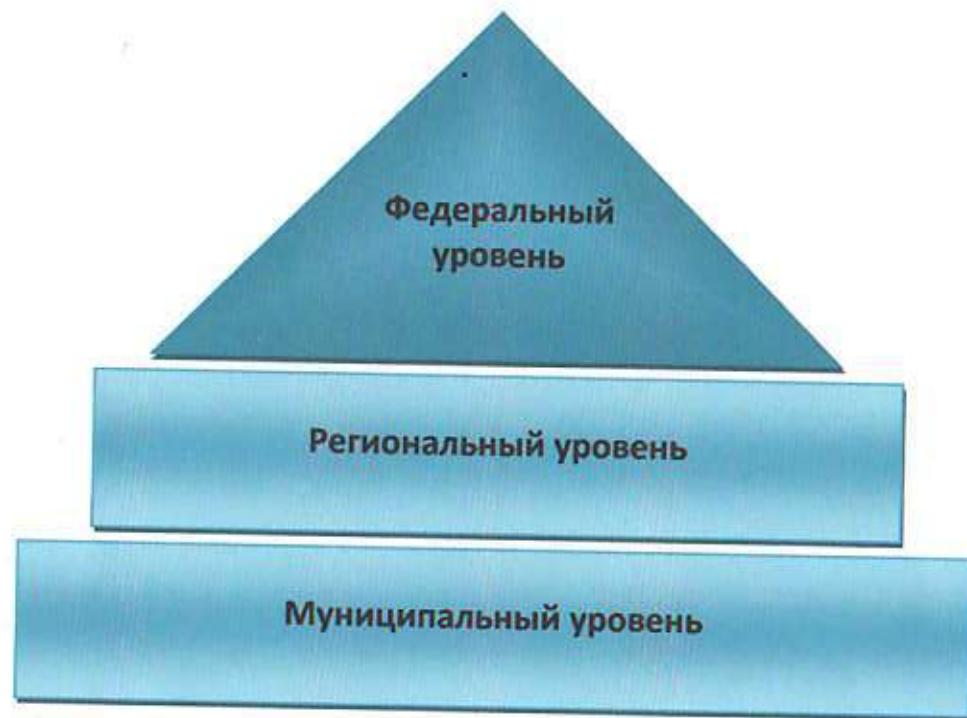 Федеральный
уровень
Региональный уровень
Муниципальный уровень